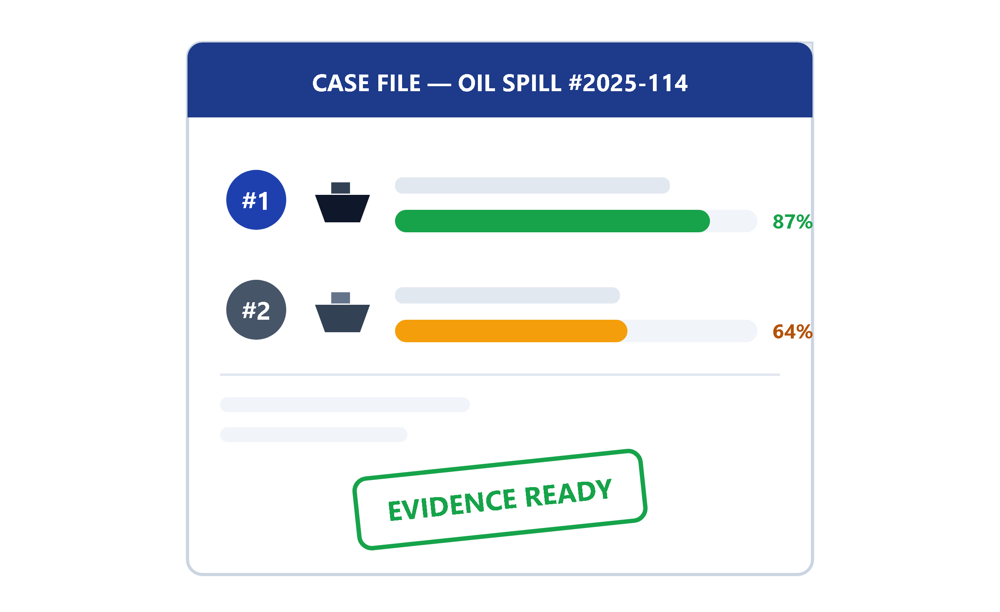 CASE FILE — OIL SPILL #2025-114
#1
87%
#2
64%
EVIDENCE READY